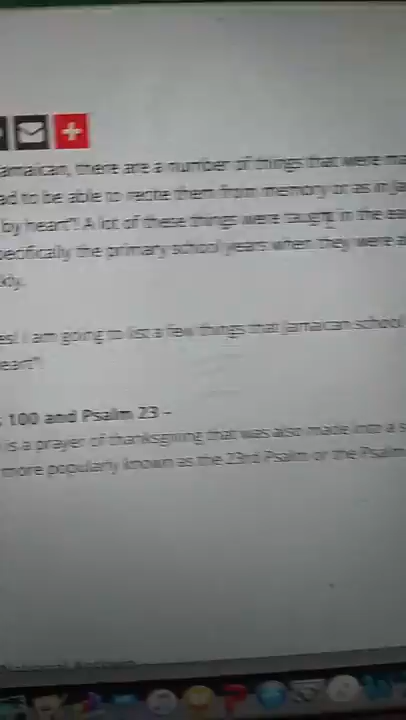 amaican, there are a number of things that were ma
ad to be able to recite them from memory or as in Ja
by heart"! A lot of these things were taught in the ea
pecifically the primary school years when they were a
kly.
es! I am going to list a few things that Jamaican school
eart":
100 and Psalm 23 –
is a prayer of thanksgiving that was also made into a s
more popularly known as the 23rd Psalm or the Psalm